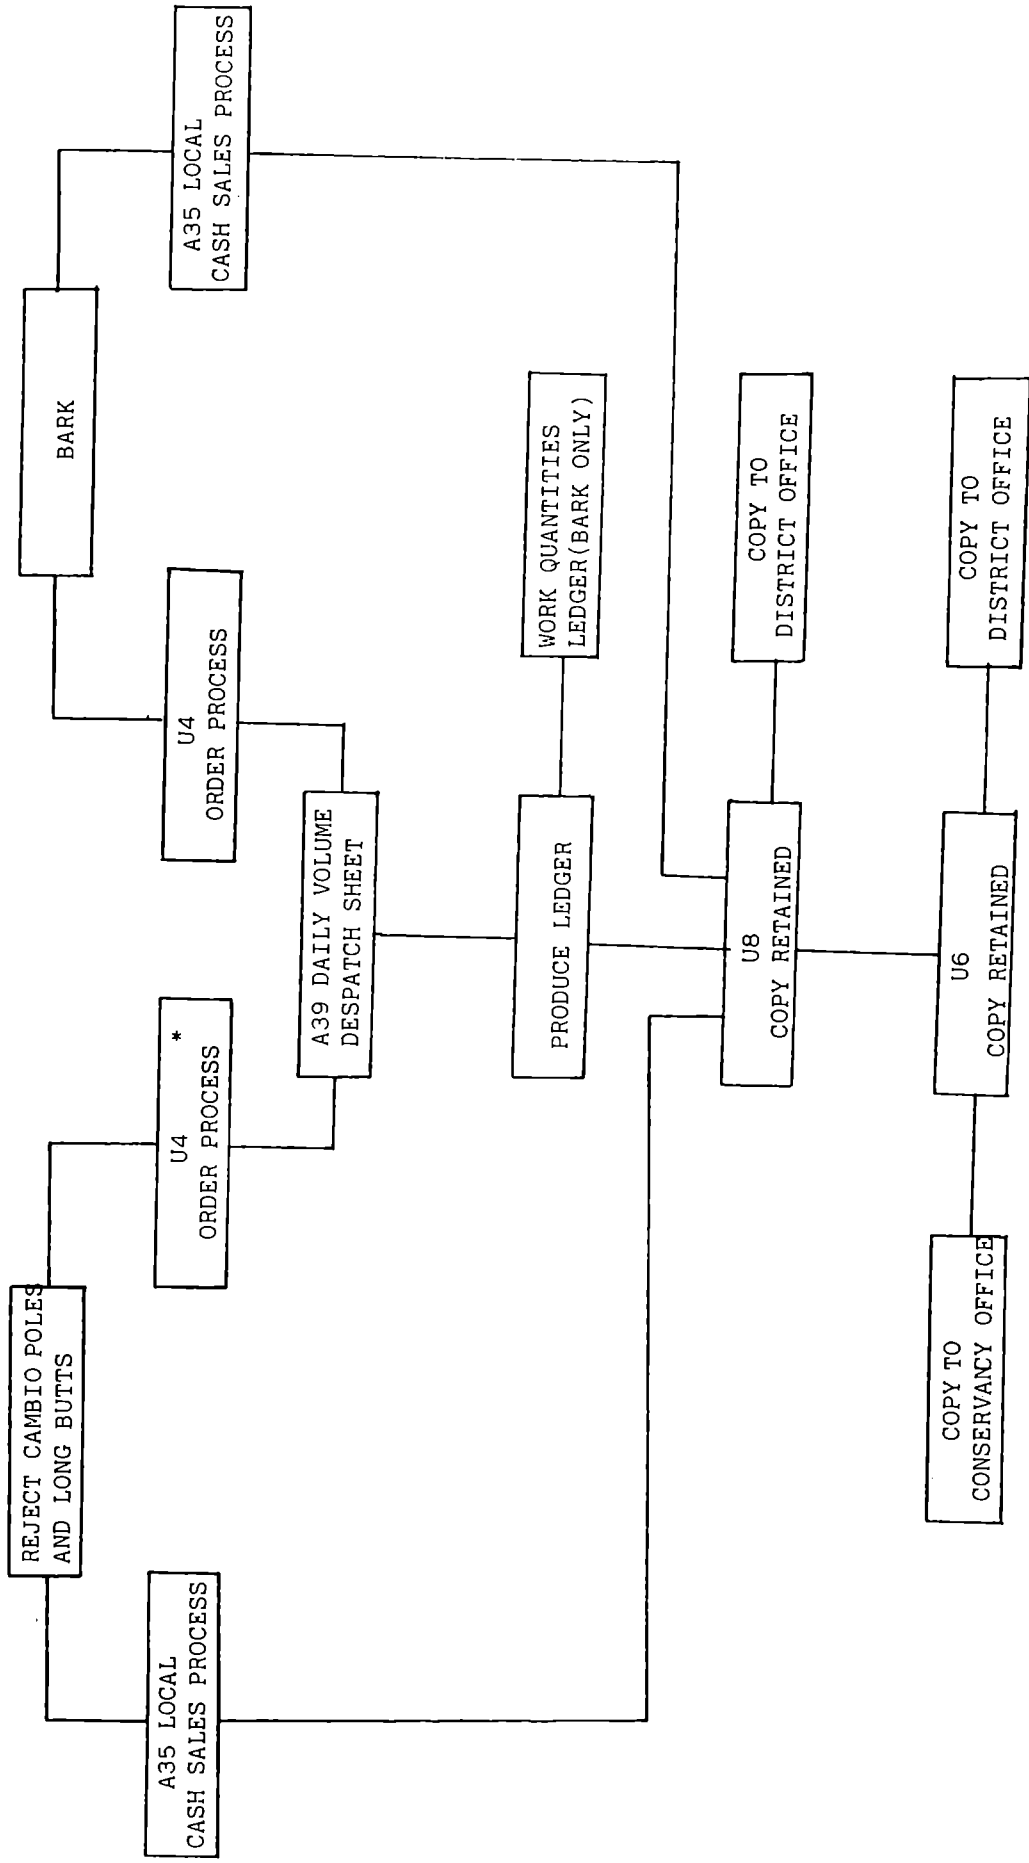 REJECT CAMBIO POLES
AND LONG BUTTS
BARK
A35 LOCAL
CASH SALES PROCESS
U4 *
ORDER PROCESS
U4
ORDER PROCESS
A35 LOCAL
CASH SALES PROCESS
A39 DAILY VOLUME
DESPATCH SHEET
PRODUCE LEDGER
WORK QUANTITIES
LEDGER(BARK ONLY)
U8
COPY RETAINED
COPY TO
DISTRICT OFFICE
COPY TO
CONSERVANCY OFFICE
U6
COPY RETAINED
COPY TO
DISTRICT OFFICE